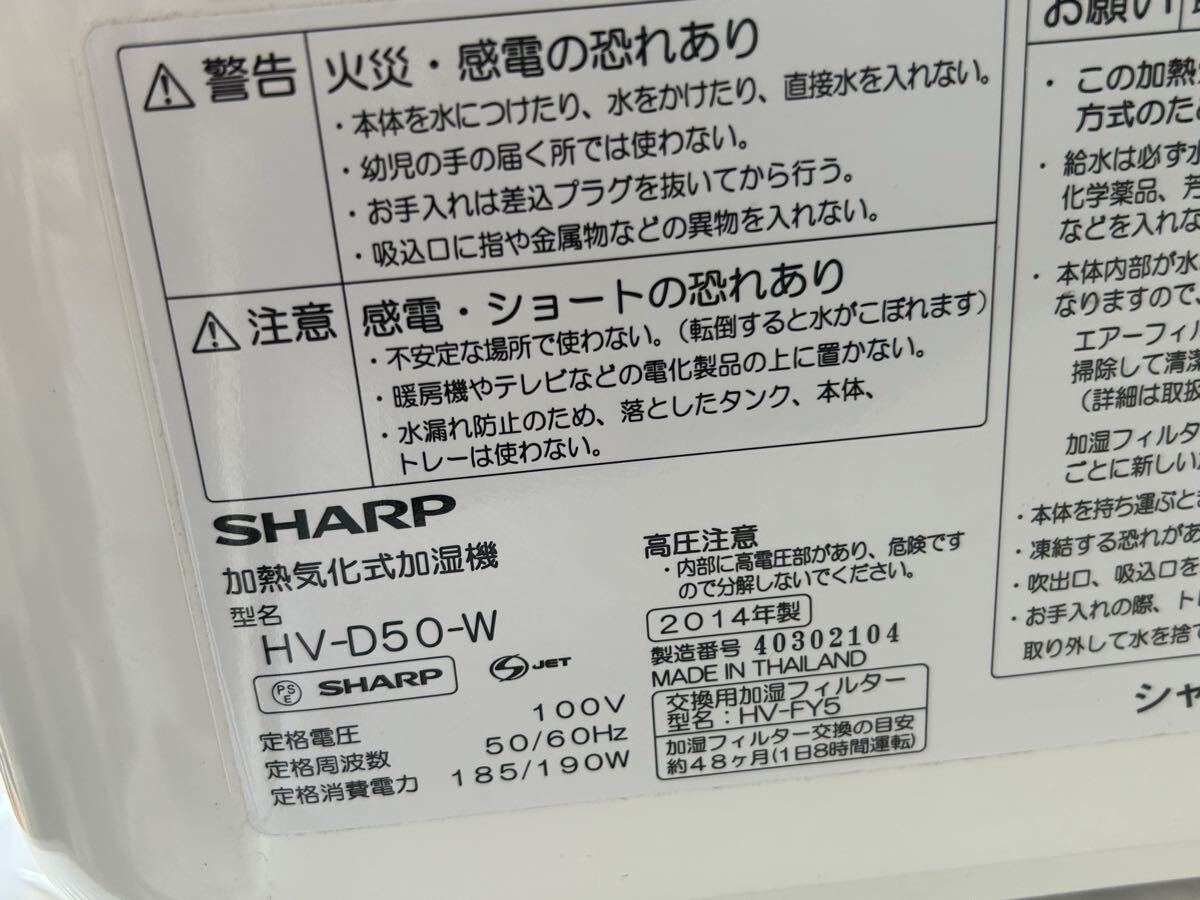 警告
火災・感電の恐れあり
・本体を水につけたり、水をかけたり、直接水を入れない。
・幼児の手の届く所では使わない。
・お手入れは差込プラグを抜いてから行う。
・吸込口に指や金属物などの異物を入れない。
注意
感電・ショートの恐れあり
・不安定な場所で使わない。(転倒すると水がこぼれます)
・暖房機やテレビなどの電化製品の上に置かない。
・水漏れ防止のため、落としたタンク、本体、
トレーは使わない。
SHARP
加熱気化式加湿機
型名
HV-D50-W
PSE SHARP
JET
定格電圧 100V
定格周波数 50/60Hz
定格消費電力 185/190W
高圧注意
・内部に高電圧部があり、危険です
ので分解しないでください。
2014年製
製造番号 40302104
MADE IN THAILAND
交換用加湿フィルター
型名：HV-FY5
加湿フィルター交換の目安
約48ヶ月(1日8時間運転)
お願い
・この加熱
方式のため
・給水は必ず水
化学薬品、芳
などを入れな
・本体内部が水
なりますので、
エアーフィル
掃除して清潔
(詳細は取扱
加湿フィルタ
ごとに新しい
・本体を持ち運ぶと
・凍結する恐れがあ
・吹出口、吸込口を
・お手入れの際、ト
取り外して水を捨て
シャ